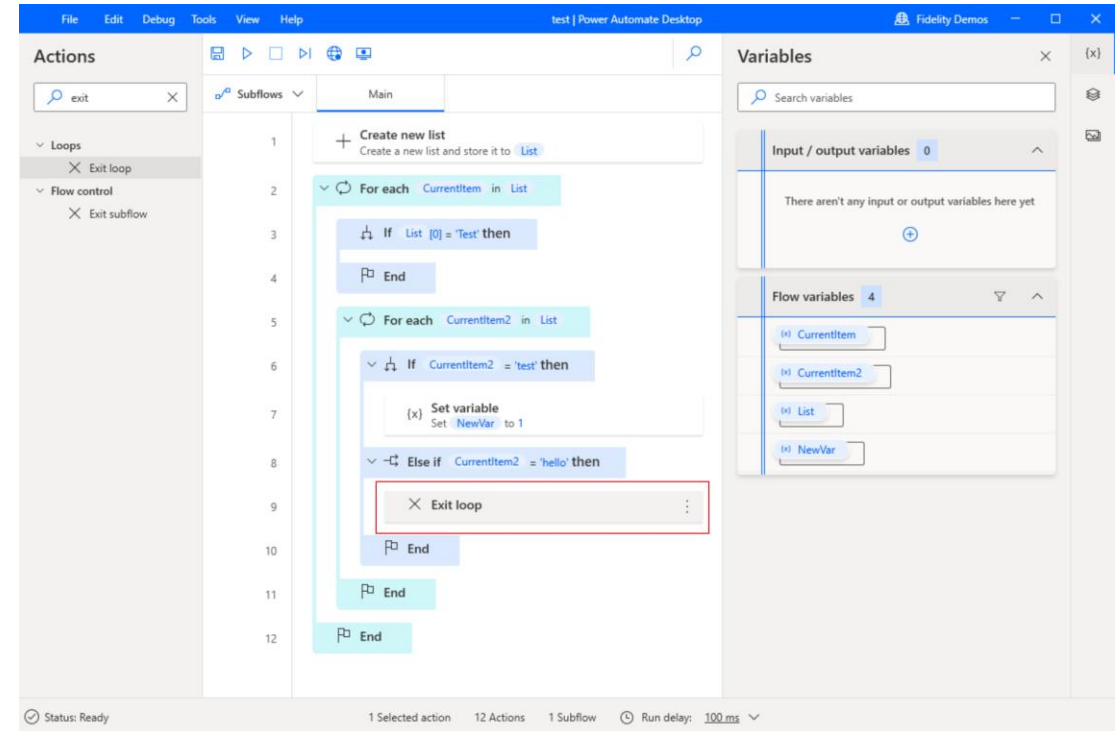 File Edit Debug Tools View Help test | Power Automate Desktop Fidelity Demos
Actions
exit
Loops
Exit loop
Flow control
Exit subflow
Subflows Main
1 Create new list
Create a new list and store it to List
2 For each CurrentItem in List
3 If List [0] = 'Test' then
4 End
5 For each CurrentItem2 in List
6 If CurrentItem2 = 'test' then
7 {x} Set variable
Set NewVar to 1
8 Else if CurrentItem2 = 'hello' then
9 Exit loop
10 End
11 End
12 End
Variables
{x}
Search variables
Input / output variables 0
There aren't any input or output variables here yet
Flow variables 4
(x) CurrentItem
(x) CurrentItem2
(x) List
(x) NewVar
Status: Ready 1 Selected action 12 Actions 1 Subflow Run delay: 100 ms